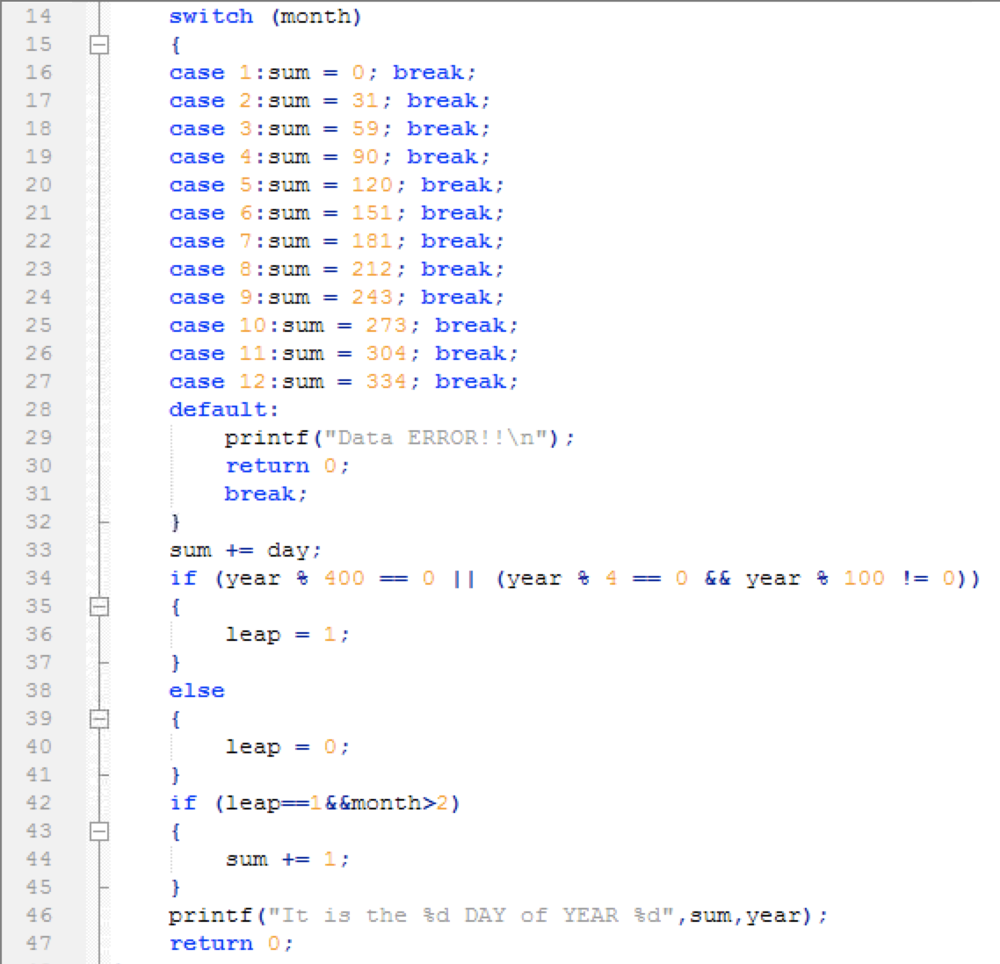 14 switch (month)
15 {
16 case 1:sum = 0; break;
17 case 2:sum = 31; break;
18 case 3:sum = 59; break;
19 case 4:sum = 90; break;
20 case 5:sum = 120; break;
21 case 6:sum = 151; break;
22 case 7:sum = 181; break;
23 case 8:sum = 212; break;
24 case 9:sum = 243; break;
25 case 10:sum = 273; break;
26 case 11:sum = 304; break;
27 case 12:sum = 334; break;
28 default:
29     printf("Data ERROR!!\n");
30     return 0;
31     break;
32 }
33 sum += day;
34 if (year % 400 == 0 || (year % 4 == 0 && year % 100 != 0))
35 {
36     leap = 1;
37 }
38 else
39 {
40     leap = 0;
41 }
42 if (leap==1&&month>2)
43 {
44     sum += 1;
45 }
46 printf("It is the %d DAY of YEAR %d",sum,year);
47 return 0;